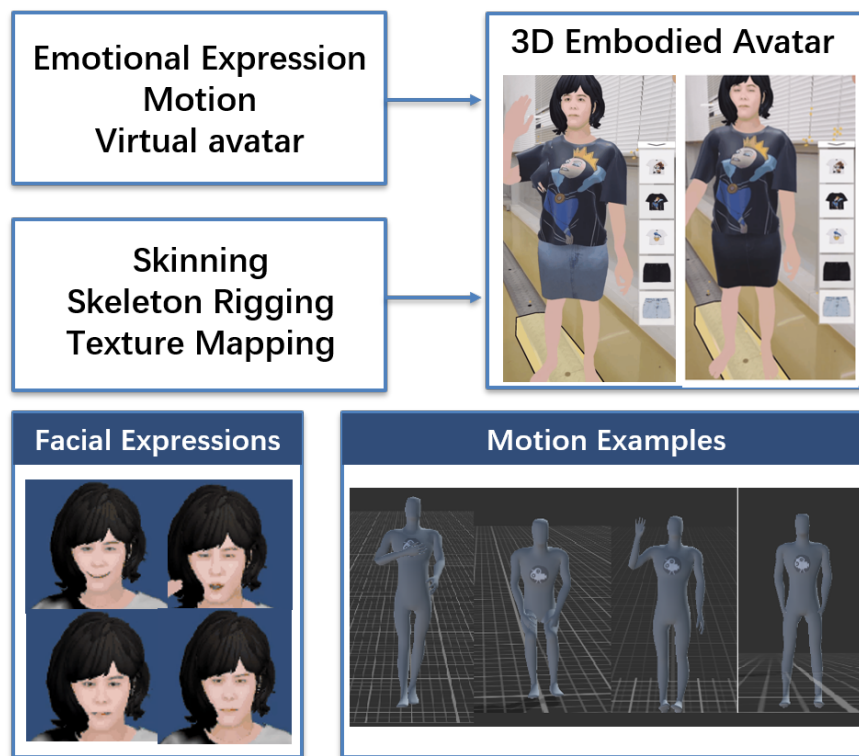 Emotional Expression
Motion
Virtual avatar
3D Embodied Avatar
Skinning
Skeleton Rigging
Texture Mapping
Facial Expressions
Motion Examples